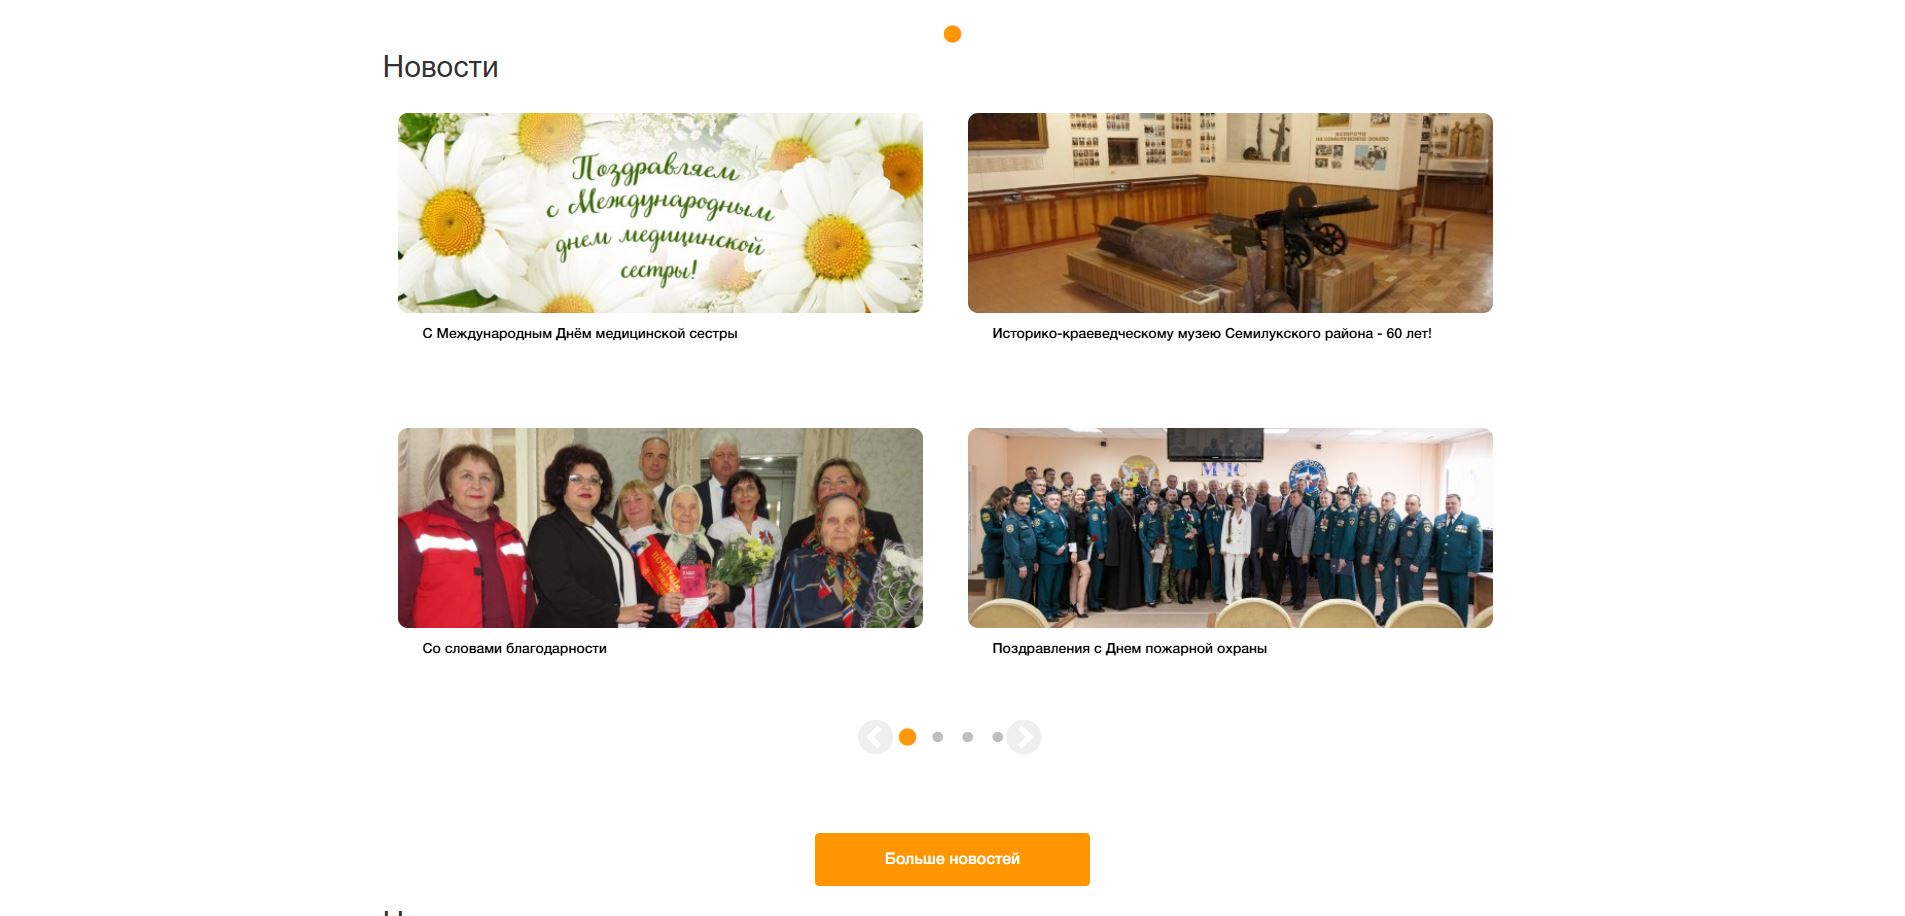 Новости
Поздравляем
с Международным
днем медицинской
сестры!
ВСТРЕЧА
С Международным Днём медицинской сестры
Историко-краеведческому музею Семилукского района - 60 лет!
МЧС
Со словами благодарности
Поздравления с Днем пожарной охраны
Больше новостей